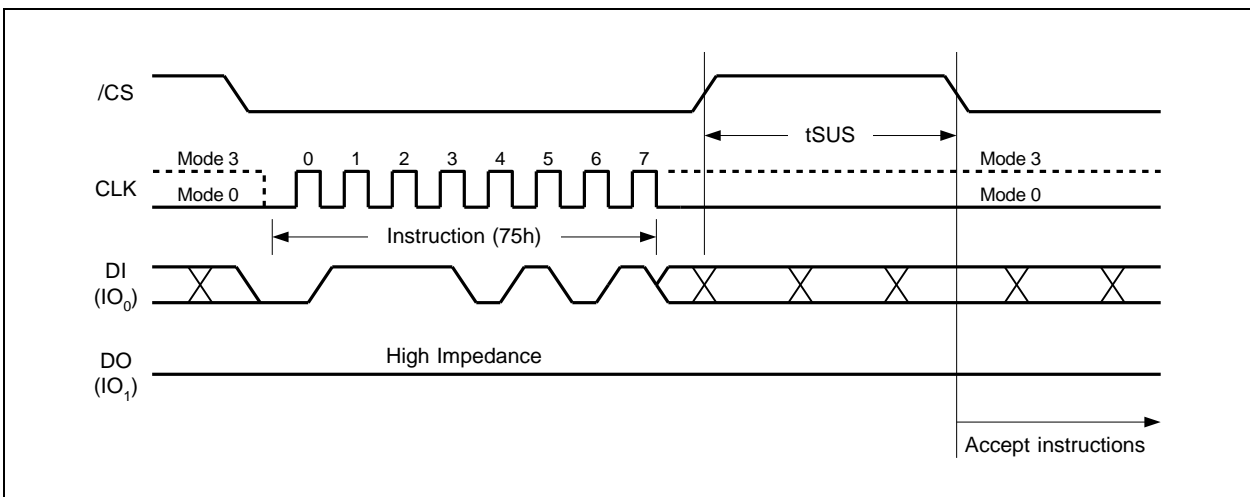 /CS
tSUS
Mode 3 0 1 2 3 4 5 6 7 Mode 3
CLK
Mode 0 Mode 0
Instruction (75h)
DI
(IO0)
High Impedance
DO
(IO1)
Accept instructions